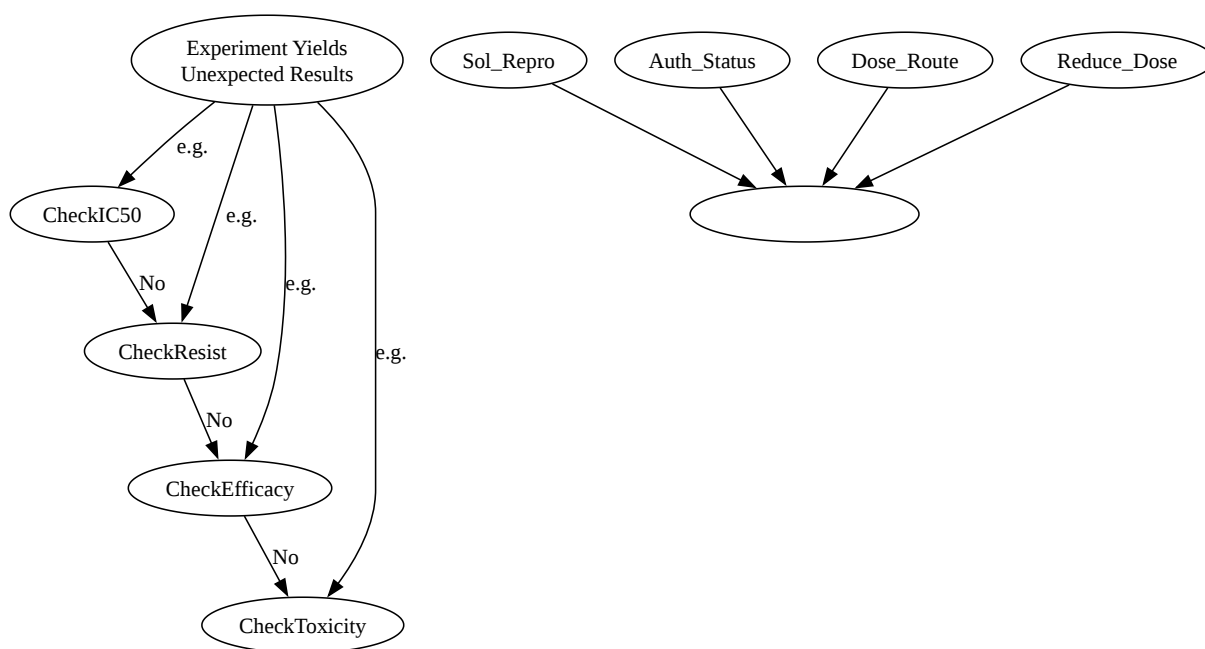 Experiment Yields
Unexpected Results
Sol_Repro
Auth_Status
Dose_Route
Reduce_Dose
e.g.
CheckIC50
e.g.
No
e.g.
CheckResist
e.g.
No
CheckEfficacy
No
CheckToxicity